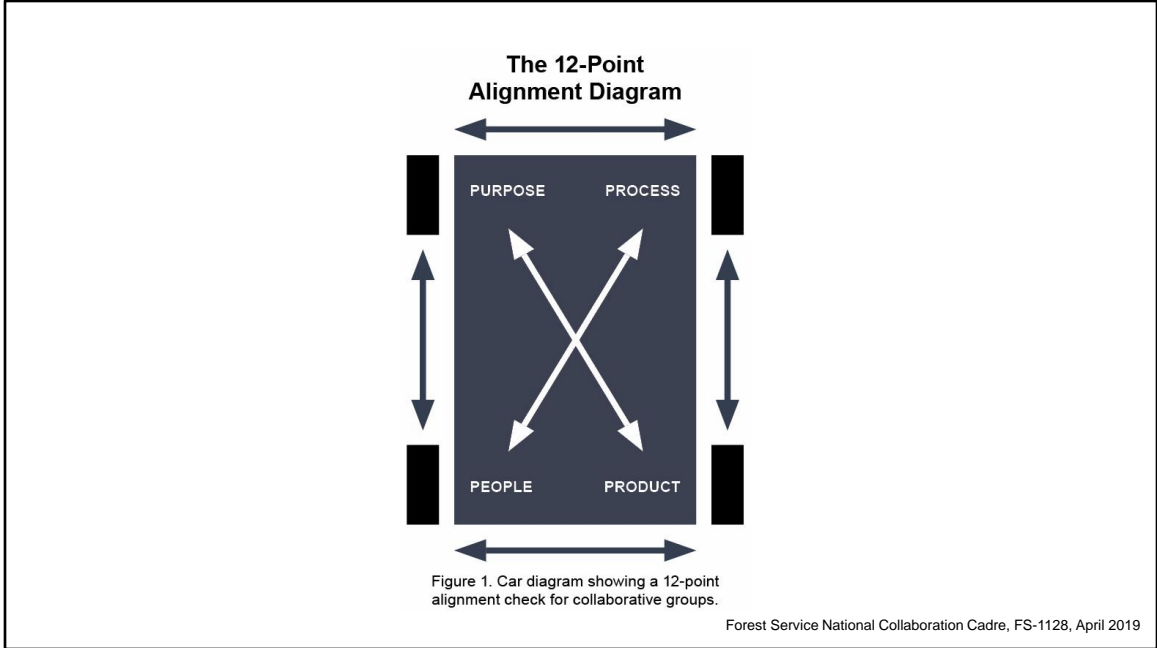 The 12-Point
Alignment Diagram
PURPOSE PROCESS
PEOPLE PRODUCT
Figure 1. Car diagram showing a 12-point
alignment check for collaborative groups.
Forest Service National Collaboration Cadre, FS-1128, April 2019